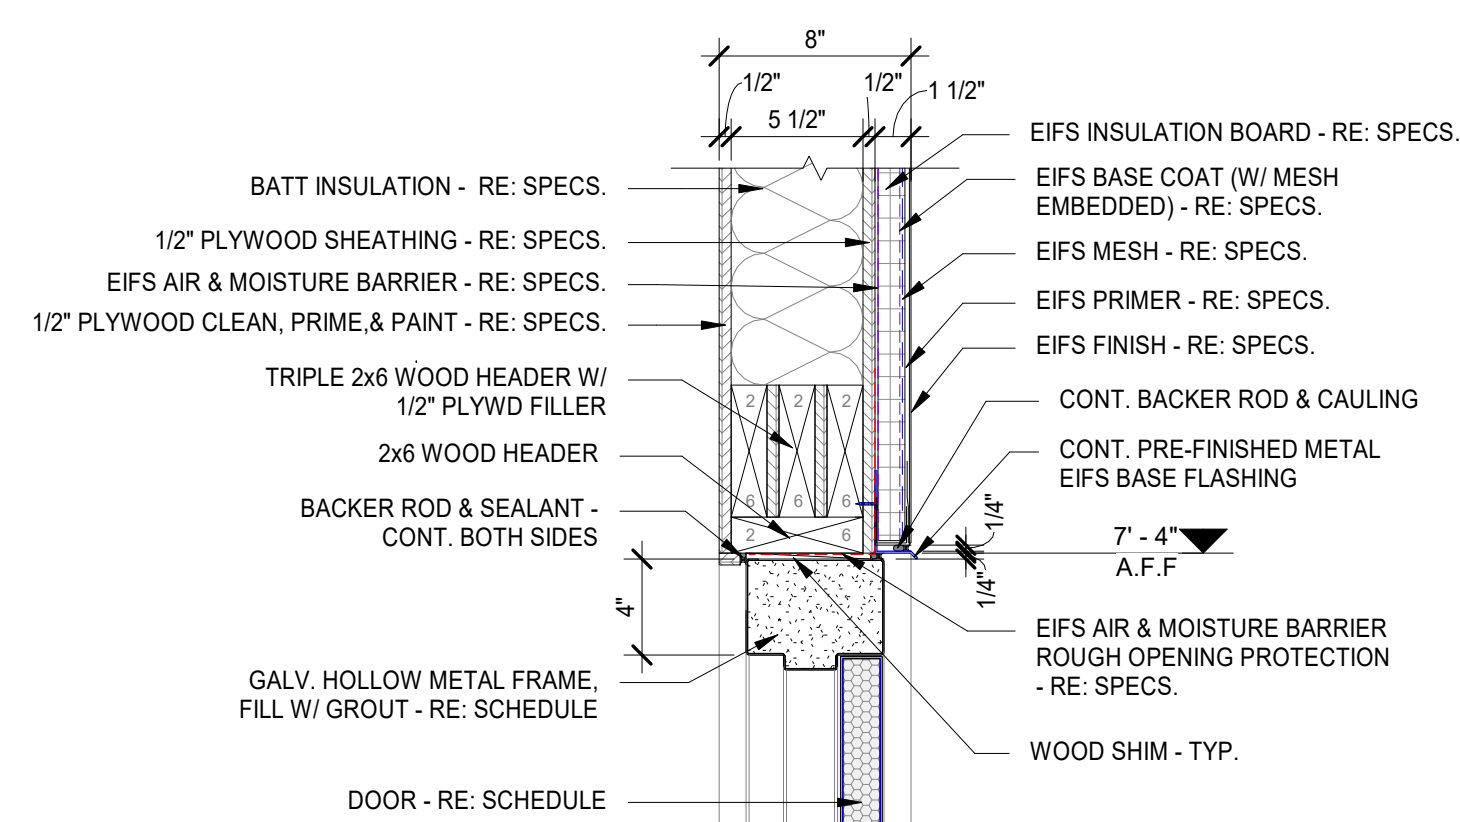 8"
1/2"
1/2"
1 1/2"
5 1/2"
BATT INSULATION - RE: SPECS.
1/2" PLYWOOD SHEATHING - RE: SPECS.
EIFS AIR & MOISTURE BARRIER - RE: SPECS.
1/2" PLYWOOD CLEAN, PRIME,& PAINT - RE: SPECS.
TRIPLE 2x6 WOOD HEADER W/
1/2" PLYWD FILLER
2x6 WOOD HEADER
BACKER ROD & SEALANT -
CONT. BOTH SIDES
4"
GALV. HOLLOW METAL FRAME,
FILL W/ GROUT - RE: SCHEDULE
DOOR - RE: SCHEDULE
2 2 2
6 6 6
2 6
EIFS INSULATION BOARD - RE: SPECS.
EIFS BASE COAT (W/ MESH
EMBEDDED) - RE: SPECS.
EIFS MESH - RE: SPECS.
EIFS PRIMER - RE: SPECS.
EIFS FINISH - RE: SPECS.
CONT. BACKER ROD & CAULING
CONT. PRE-FINISHED METAL
EIFS BASE FLASHING
1/4"
1/4"
7' - 4"
A.F.F
EIFS AIR & MOISTURE BARRIER
ROUGH OPENING PROTECTION
- RE: SPECS.
WOOD SHIM - TYP.